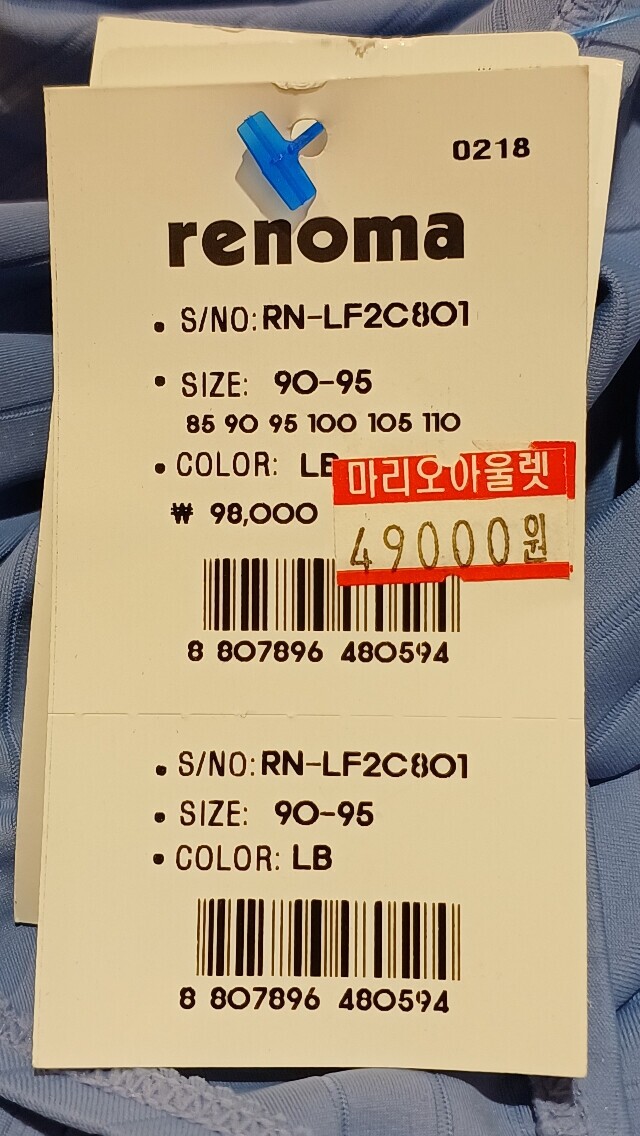 0218
renoma
• S/NO: RN-LF2C801
• SIZE: 90-95
85 90 95 100 105 110
• COLOR: LB
마리오아울렛
₩ 98,000
49000원
8 807896 480594
• S/NO: RN-LF2C801
• SIZE: 90-95
• COLOR: LB
8 807896 480594